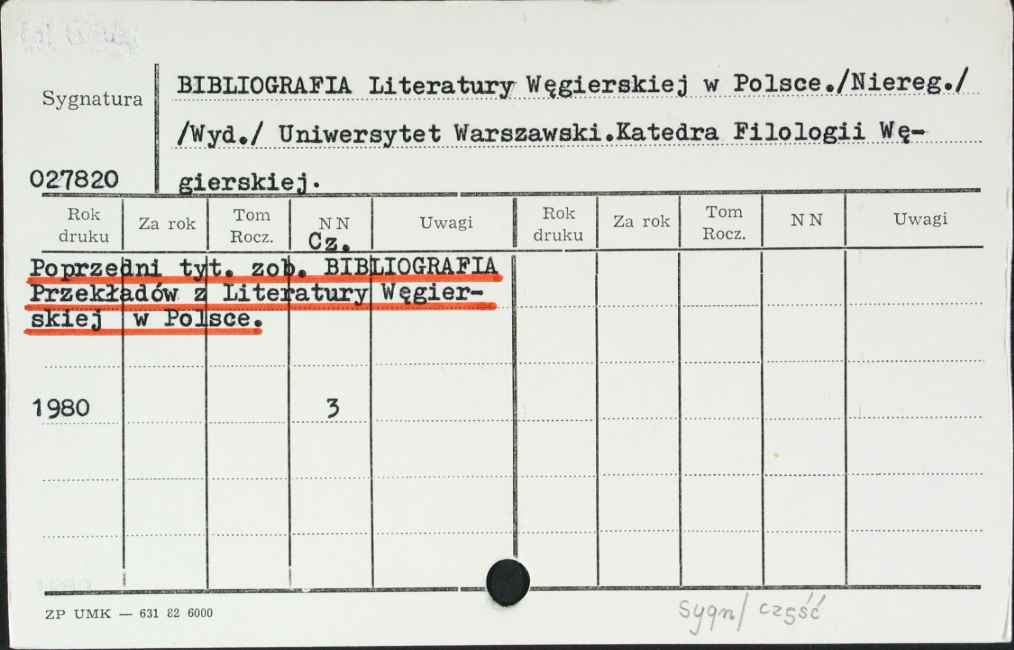 BIBLIOGRAFIA Literatury Węgierskiej w Polsce./Niereg./
Sygnatura
/Wyd./ Uniwersytet Warszawski.Katedra Filologii Wę-
027820
gierskiej.
Rok druku Za rok Tom Rocz. NN Uwagi Rok druku Za rok Tom Rocz. NN Uwagi
Cz.
Poprzedni tyt. zob. BIBLIOGRAFIA
Przekładów z Literatury Węgier-
skiej w Polsce.
1980 3
ZP UMK — 631 82 6000
sygn/ część